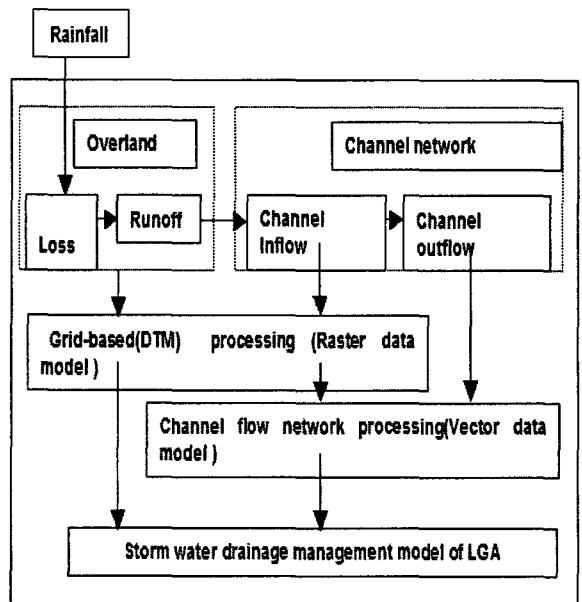 Rainfall
Overland
Channel network
Loss
Runoff
Channel
Inflow
Channel
outflow
Grid-based(DTM) processing (Raster data
model )
Channel flow network processing(Vector data
model )
Storm water drainage management model of LGA